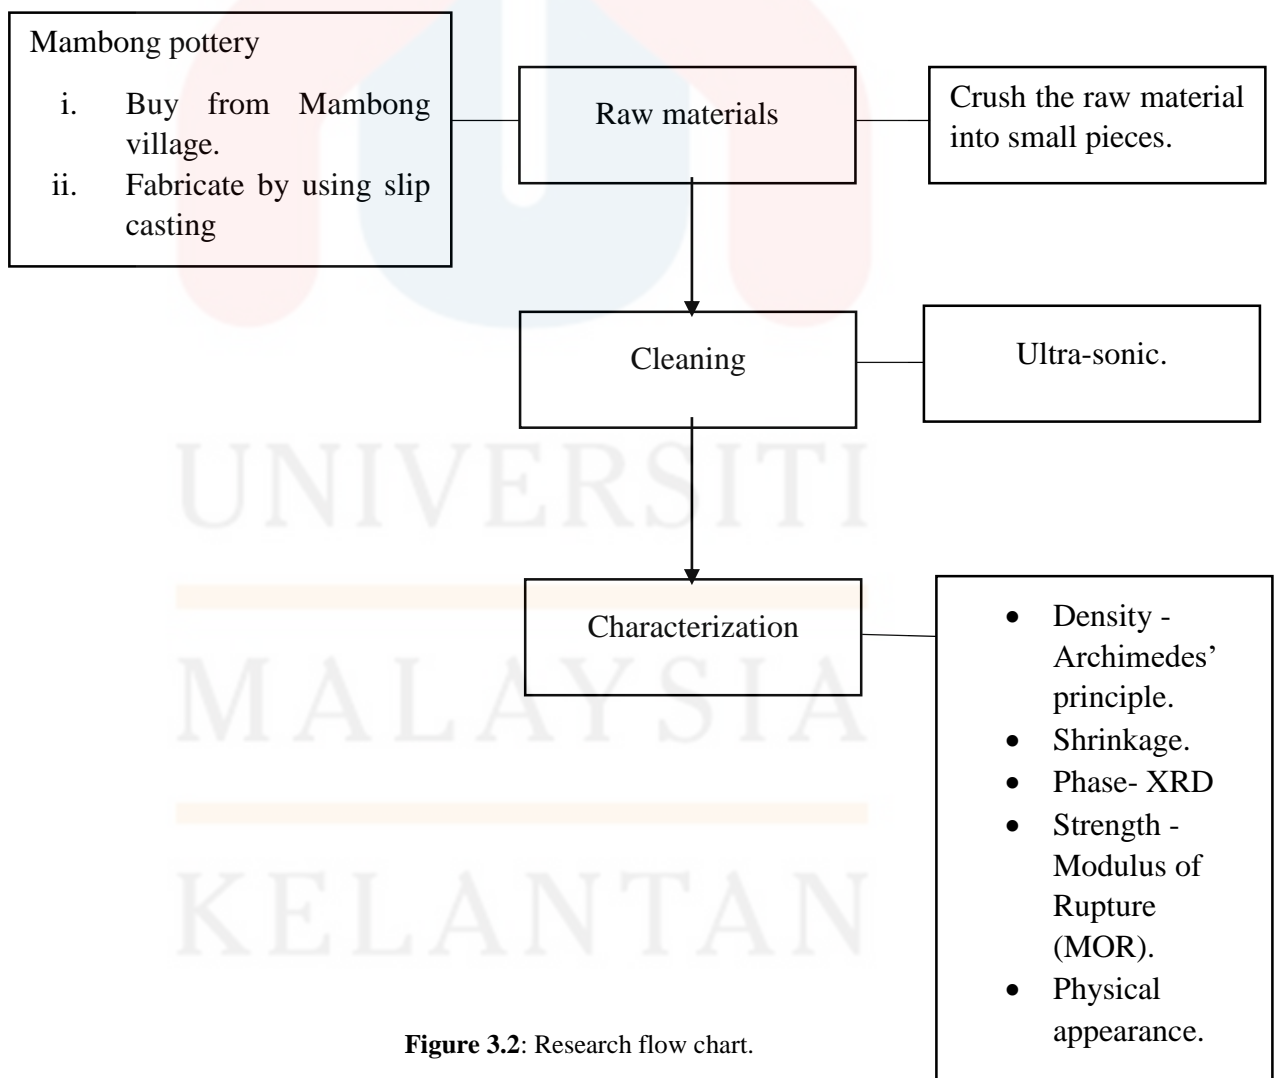 Mambong pottery
i. Buy from Mambong
village.
ii. Fabricate by using slip
casting
Raw materials
Crush the raw material
into small pieces.
Cleaning
Ultra-sonic.
Characterization
• Density -
Archimedes’
principle.
• Shrinkage.
• Phase- XRD
• Strength -
Modulus of
Rupture
(MOR).
• Physical
appearance.
UNIVERSITI
MALAYSIA
KELANTAN
Figure 3.2: Research flow chart.